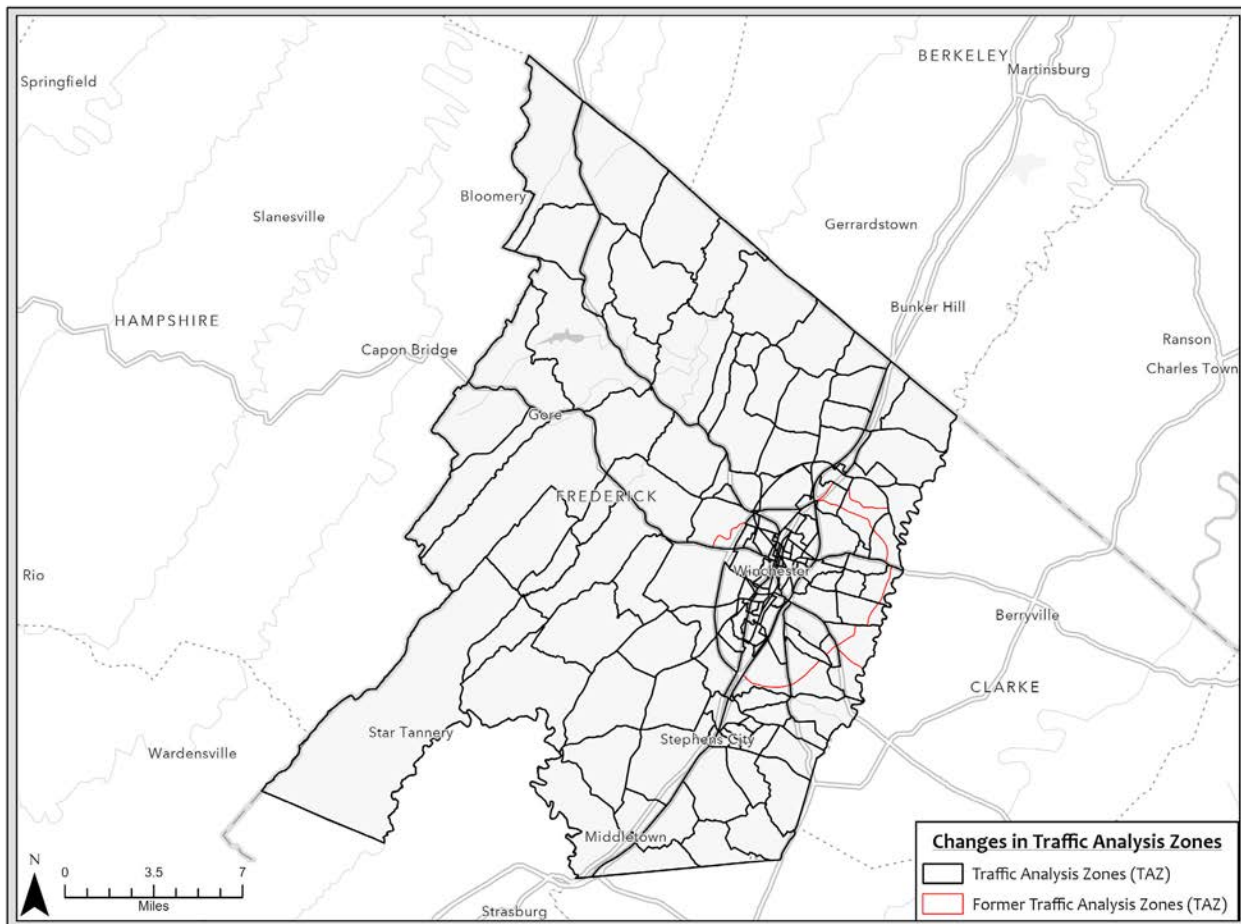 BERKELEY
Springfield
Martinsburg
Bloomery
Slanesville
Gerrardstown
Bunker Hill
HAMPSHIRE
Ranson
Capon Bridge
Charles Town
Gore
FREDERICK
Winchester
Rio
Berryville
CLARKE
Star Tannery
Stephens City
Wardensville
Middletown
Changes in Traffic Analysis Zones
N
0 3.5 7
Traffic Analysis Zones (TAZ)
Miles
Former Traffic Analysis Zones (TAZ)
Strasburg